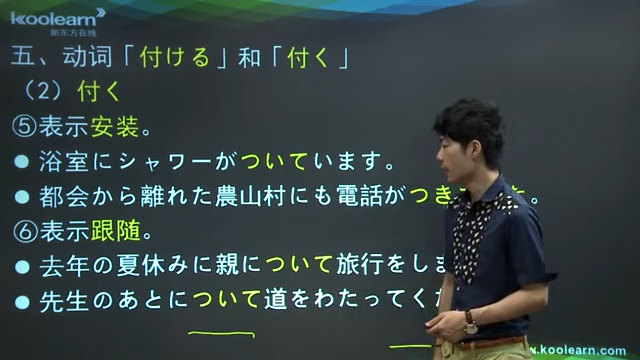 koolearn
新东方在线
五、动词「付ける」和「付く」
（2）付く
⑤表示安装。
● 浴室にシャワーがついています。
● 都会から離れた農山村にも電話がつき 。
⑥表示跟随。
● 去年の夏休みに親について旅行をしま
● 先生のあとについて道をわたってく
.koolearn.com